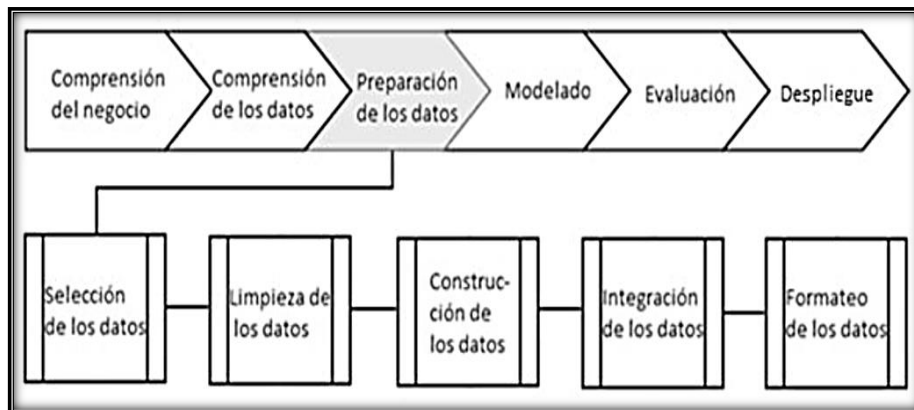 Comprensión
del negocio
Comprensión
de los datos
Preparación
de los datos
Modelado
Evaluación
Despliegue
Selección
de los datos
Limpieza de
los datos
Construc-
ción de
los datos
Integración
de los datos
Formateo
de los datos